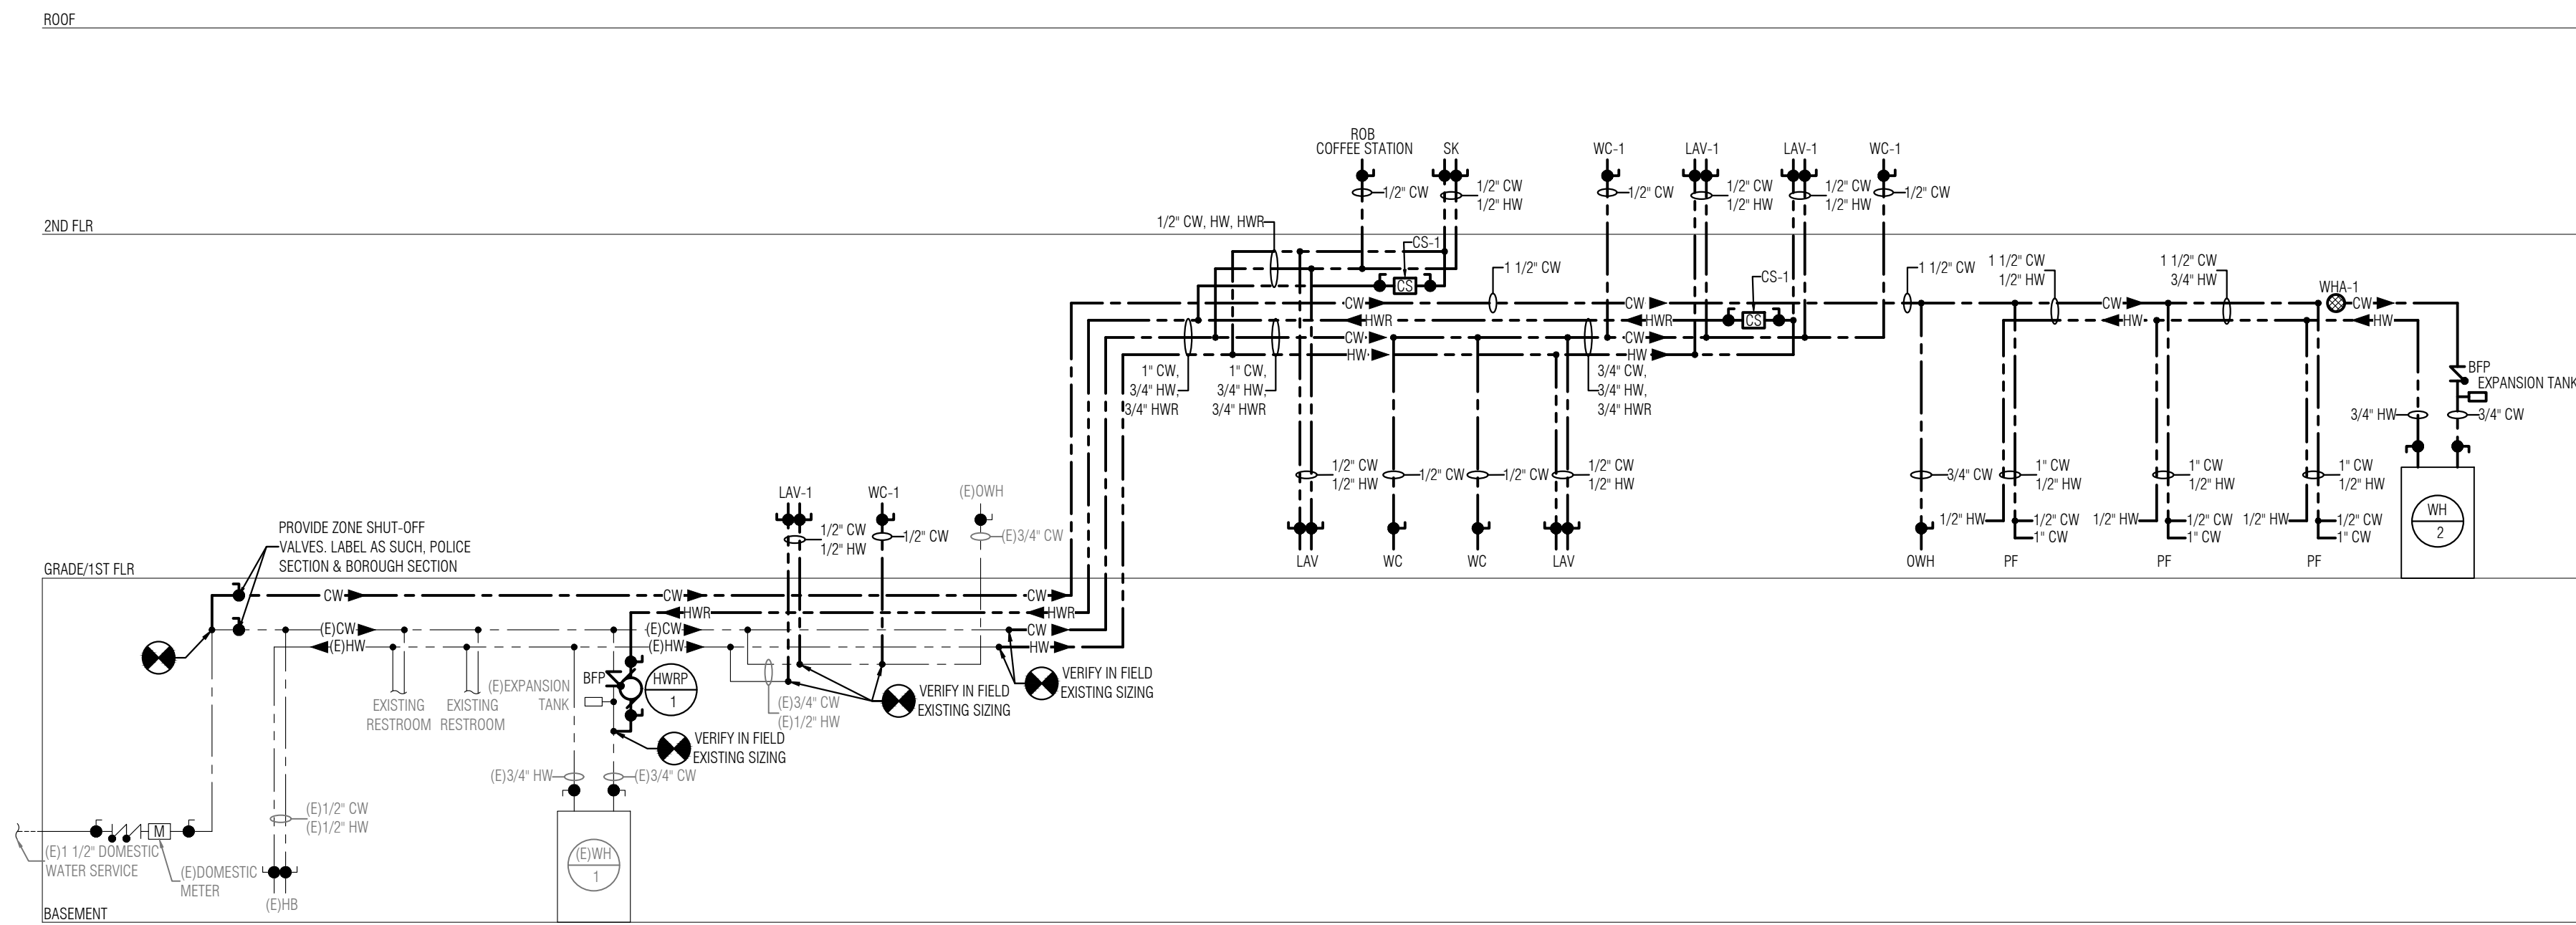 ROOF
ROB
COFFEE STATION
SK
WC-1
LAV-1
LAV-1
WC-1
1/2" CW
1/2" CW
1/2" HW
1/2" CW
1/2" CW
1/2" HW
1/2" CW
1/2" HW
1/2" CW
2ND FLR
1/2" CW, HW, HWR
CS-1
CS
1 1/2" CW
CS-1
CS
1 1/2" CW
1 1/2" CW
1/2" HW
1 1/2" CW
3/4" HW
WHA-1
CW
CW
CW
CW
HWR
HWR
HW
HW
CW
CW
HW
HW
1" CW,
3/4" HW,
3/4" HWR
1" CW,
3/4" HW,
3/4" HWR
3/4" CW,
3/4" HW,
3/4" HWR
BFP
EXPANSION TANK
3/4" HW
3/4" CW
1/2" CW
1/2" HW
1/2" CW
1/2" CW
1/2" CW
1/2" HW
3/4" CW
1" CW
1/2" HW
1" CW
1/2" HW
1" CW
1/2" HW
1/2" HW
1/2" CW
1" CW
1/2" HW
1/2" CW
1" CW
1/2" HW
1/2" CW
1" CW
WH
2
LAV
WC
WC
LAV
OWH
PF
PF
PF
LAV-1
WC-1
(E)OWH
1/2" CW
1/2" HW
1/2" CW
(E)3/4" CW
PROVIDE ZONE SHUT-OFF
VALVES. LABEL AS SUCH, POLICE
SECTION & BOROUGH SECTION
GRADE/1ST FLR
CW
CW
CW
HWR
HWR
(E)CW
(E)CW
CW
(E)HW
(E)HW
HW
EXISTING
RESTROOM
EXISTING
RESTROOM
(E)EXPANSION
TANK
BFP
HWRP
1
(E)3/4" CW
(E)1/2" HW
VERIFY IN FIELD
EXISTING SIZING
VERIFY IN FIELD
EXISTING SIZING
VERIFY IN FIELD
EXISTING SIZING
(E)3/4" HW
(E)3/4" CW
(E)1/2" CW
(E)1/2" HW
M
(E)1 1/2" DOMESTIC
WATER SERVICE
(E)DOMESTIC
METER
(E)HB
(E)WH
1
BASEMENT